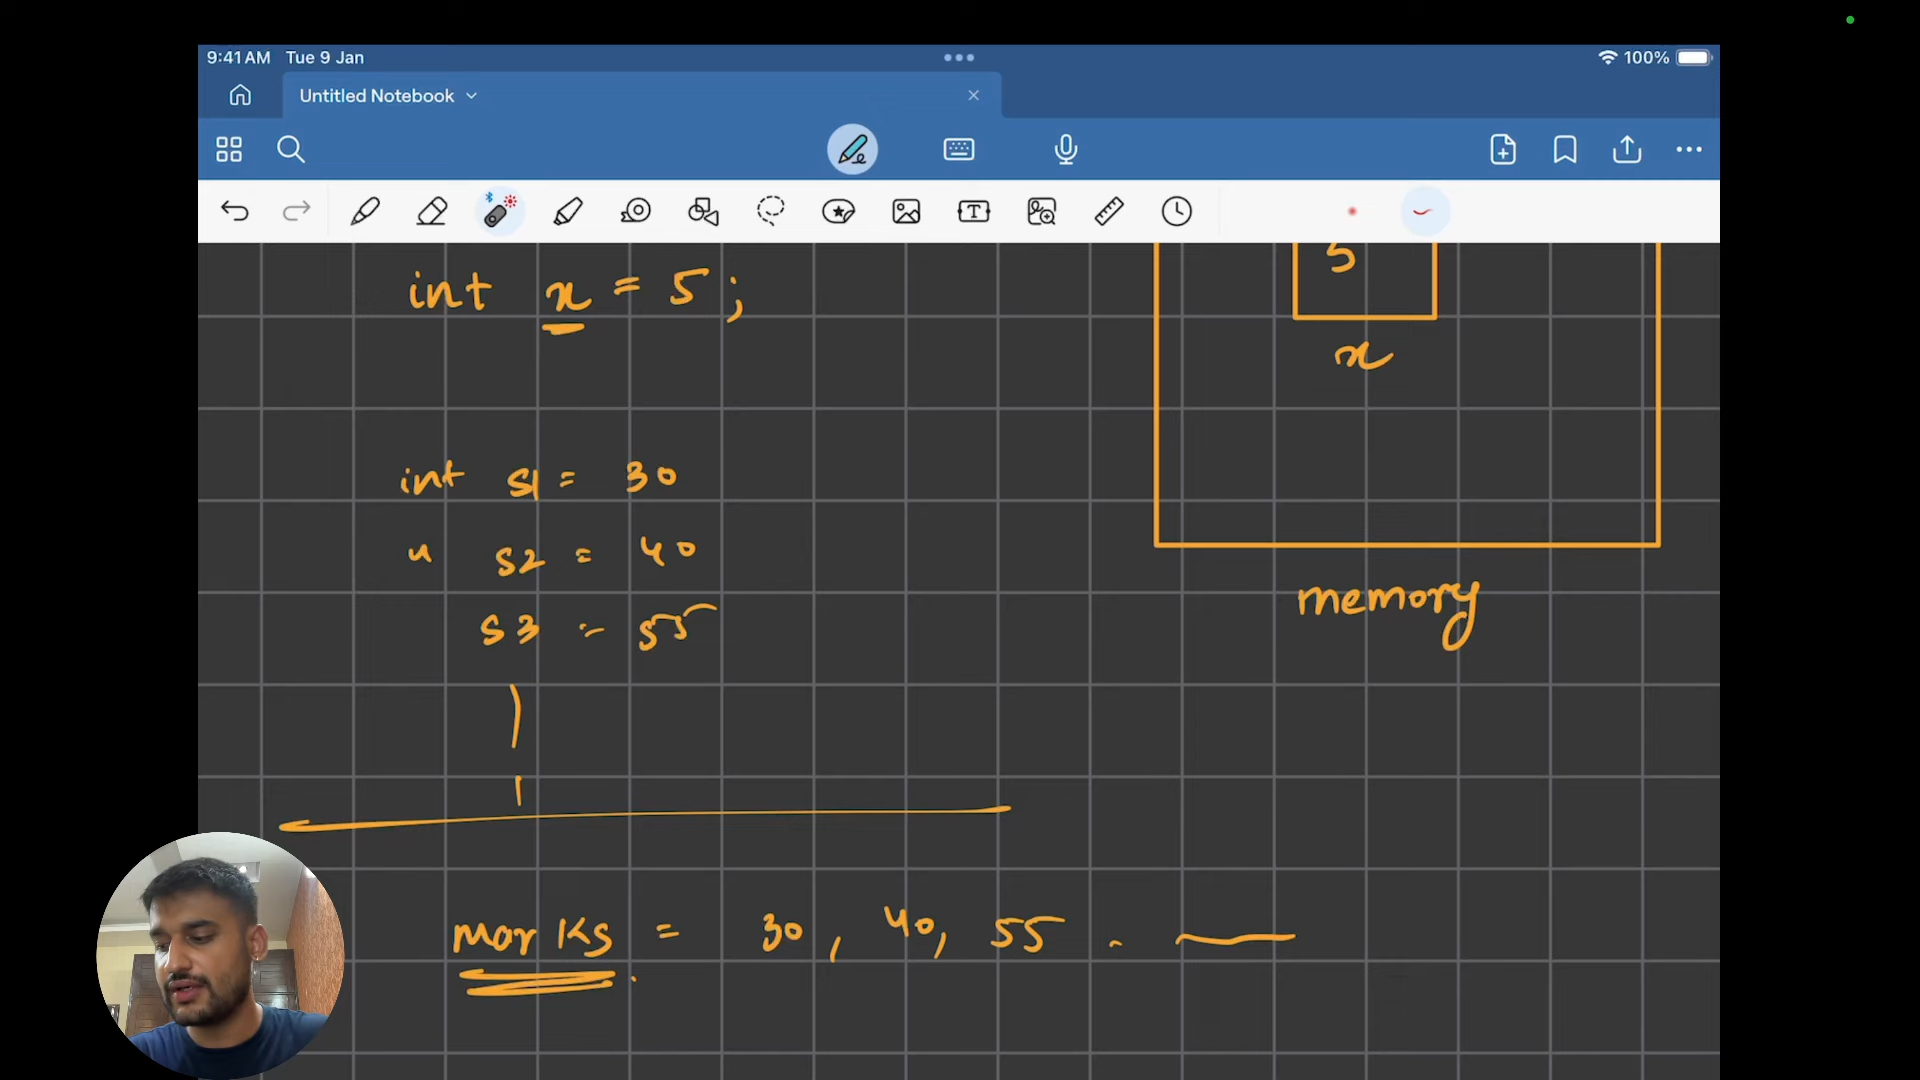 9:41 AM Tue 9 Jan
100%
Untitled Notebook
int x = 5 ;
5
x
int s1 = 30
s2 = 40
s3 = 55
memory
marks = 30 , 40, 55